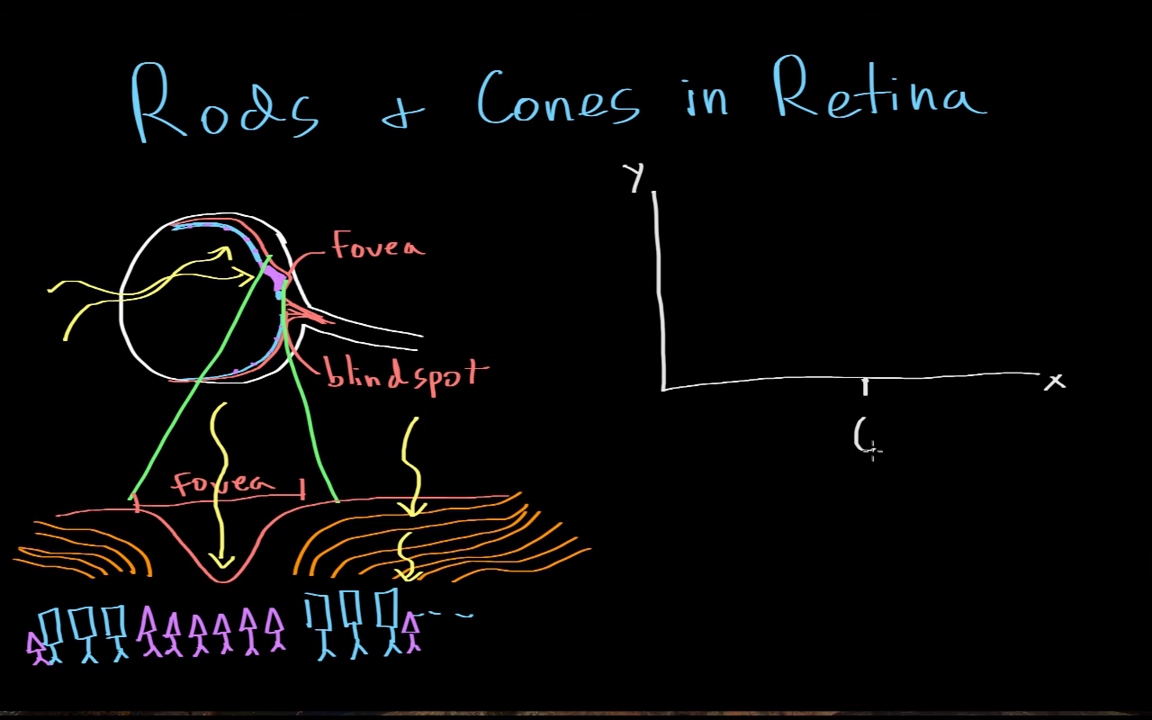 Rods + Cones in Retina
y
Fovea
x
blindspot
Fovea